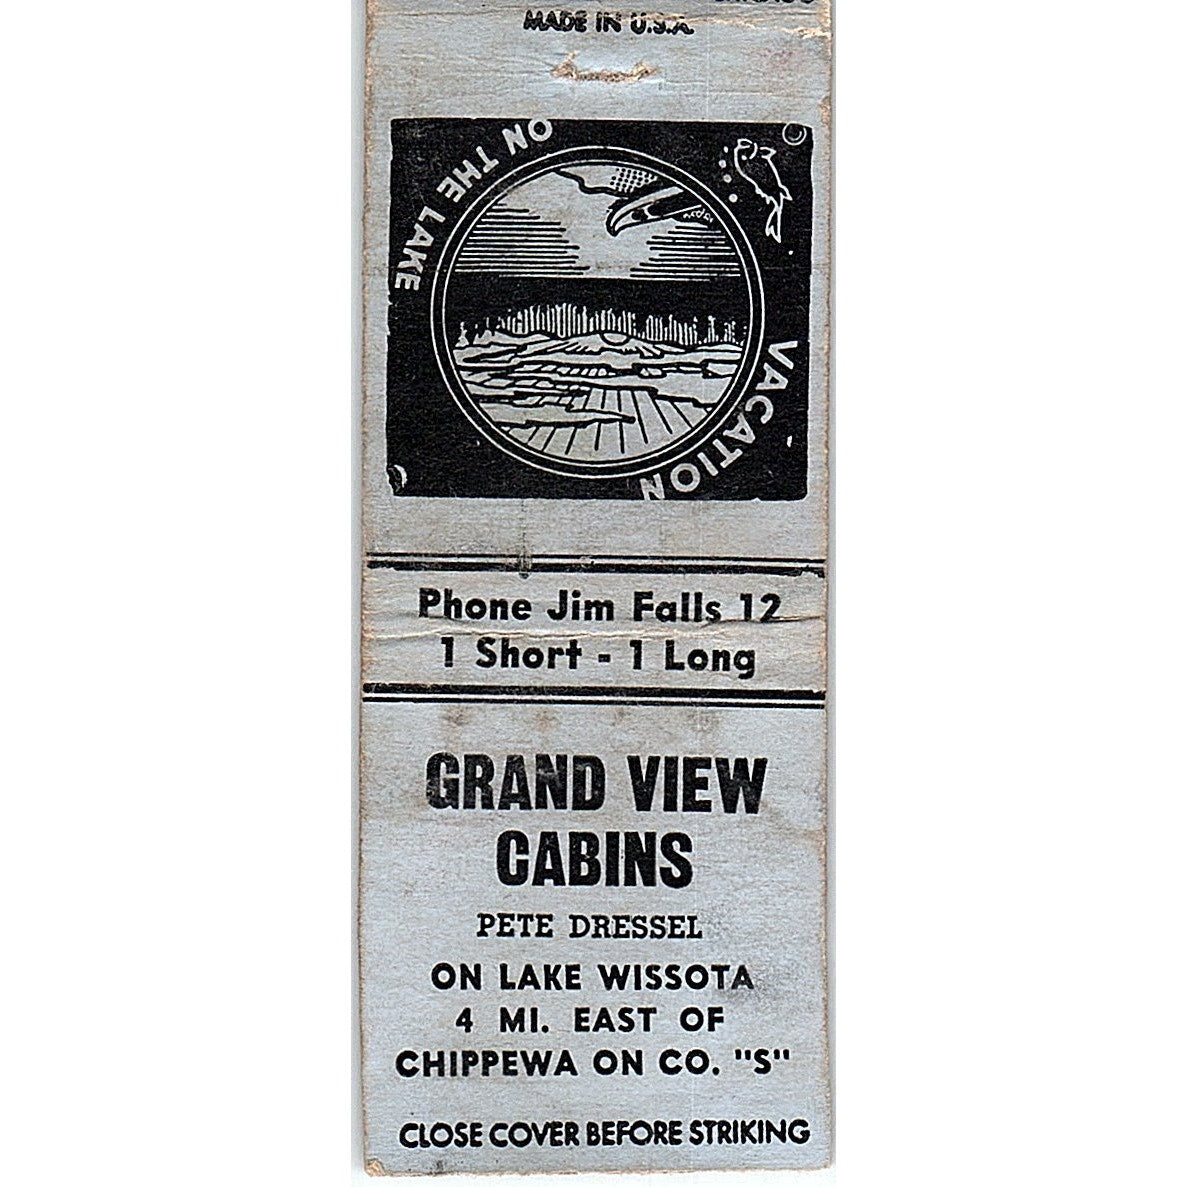 MADE IN U.S.A.
VACATION
ON THE LAKE
Phone Jim Falls 12
1 Short - 1 Long
GRAND VIEW
CABINS
PETE DRESSEL
ON LAKE WISSOTA
4 MI. EAST OF
CHIPPEWA ON CO. "S"
CLOSE COVER BEFORE STRIKING